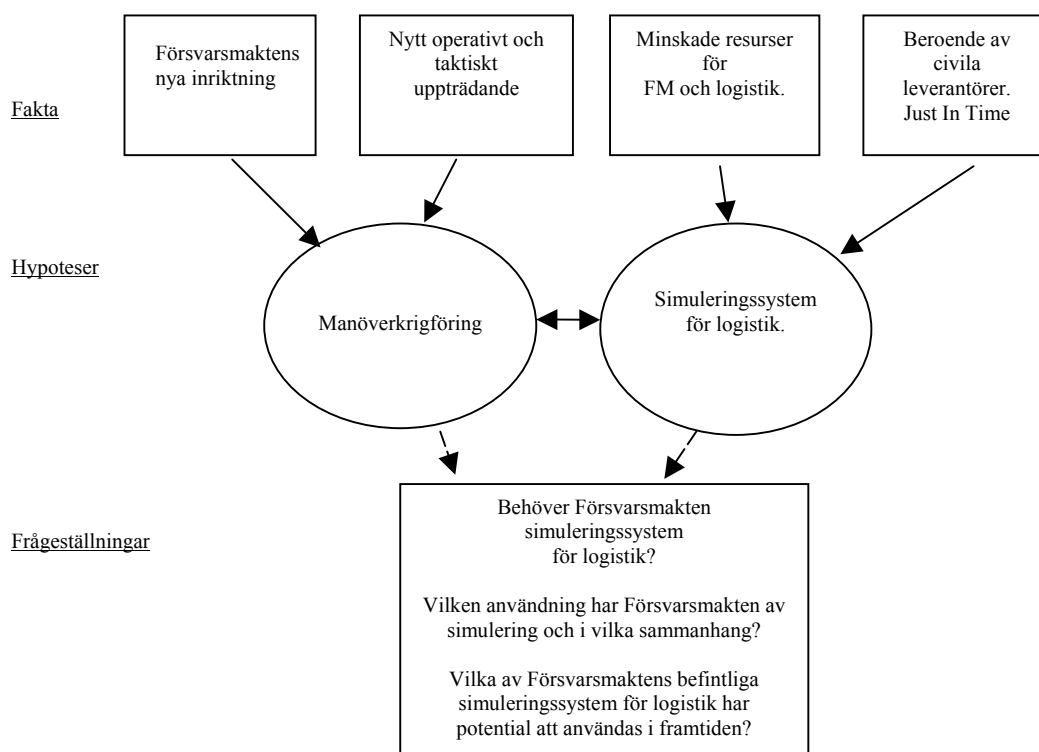 Försvarsmaktens
nya inriktning
Nytt operativt och
taktiskt
uppträdande
Minskade resurser
för
FM och logistik.
Beroende av
civila
leverantörer.
Just In Time
Fakta
Hypoteser
Manöverkrigföring
Simuleringssystem
för logistik.
Frågeställningar
Behöver Försvarsmakten
simuleringssystem
för logistik?
Vilken användning har Försvarsmakten av
simulering och i vilka sammanhang?
Vilka av Försvarsmaktens befintliga
simuleringssystem för logistik har
potential att användas i framtiden?